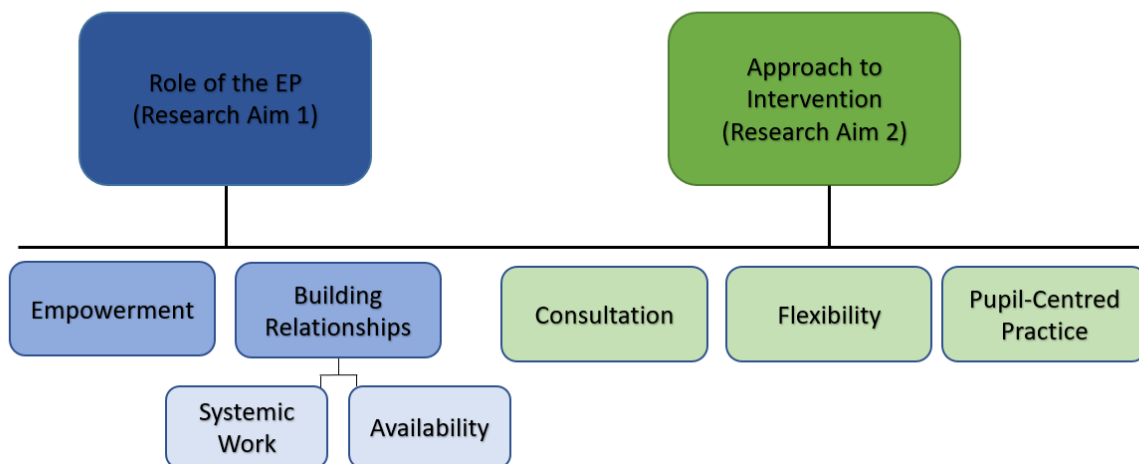 Role of the EP
(Research Aim 1)
Approach to
Intervention
(Research Aim 2)
Empowerment
Building
Relationships
Consultation
Flexibility
Pupil-Centred
Practice
Systemic
Work
Availability